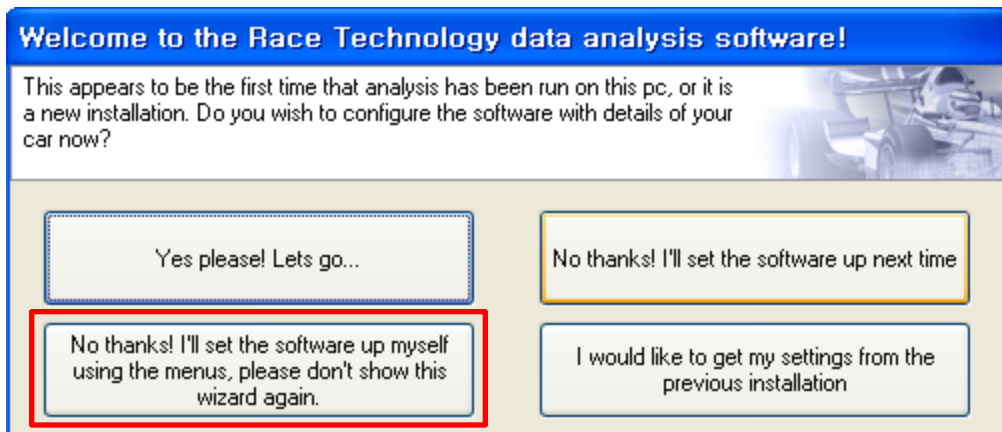 Welcome to the Race Technology data analysis software!
This appears to be the first time that analysis has been run on this pc, or it is
a new installation. Do you wish to configure the software with details of your
car now?
Yes please! Lets go...
No thanks! I'll set the software up next time
No thanks! I'll set the software up myself
using the menus, please don't show this
wizard again.
I would like to get my settings from the
previous installation